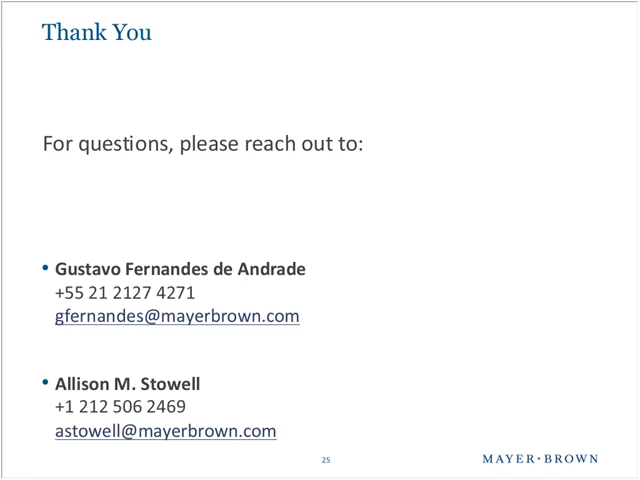 Thank You
For questions, please reach out to:
• Gustavo Fernandes de Andrade
+55 21 2127 4271
gfernandes@mayerbrown.com
• Allison M. Stowell
+1 212 506 2469
astowell@mayerbrown.com
25
MAYER • BROWN